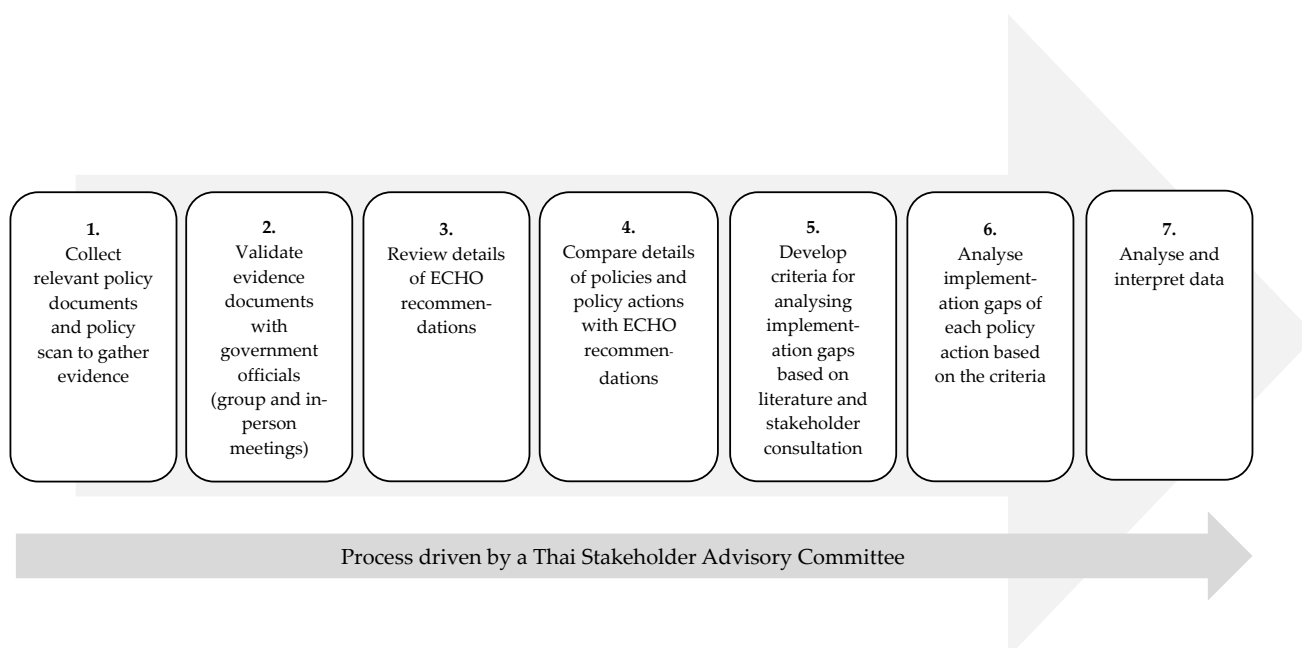 1.
Collect
relevant policy
documents
and policy
scan to gather
evidence
2.
Validate
evidence
documents
with
government
officials
(group and in-
person
meetings)
3.
Review details
of ECHO
recommen-
dations
4.
Compare details
of policies and
policy actions
with ECHO
recommen-
dations
5.
Develop
criteria for
analysing
implement-
ation gaps
based on
literature and
stakeholder
consultation
6.
Analyse
implement-
ation gaps of
each policy
action based
on the criteria
7.
Analyse and
interpret data
Process driven by a Thai Stakeholder Advisory Committee